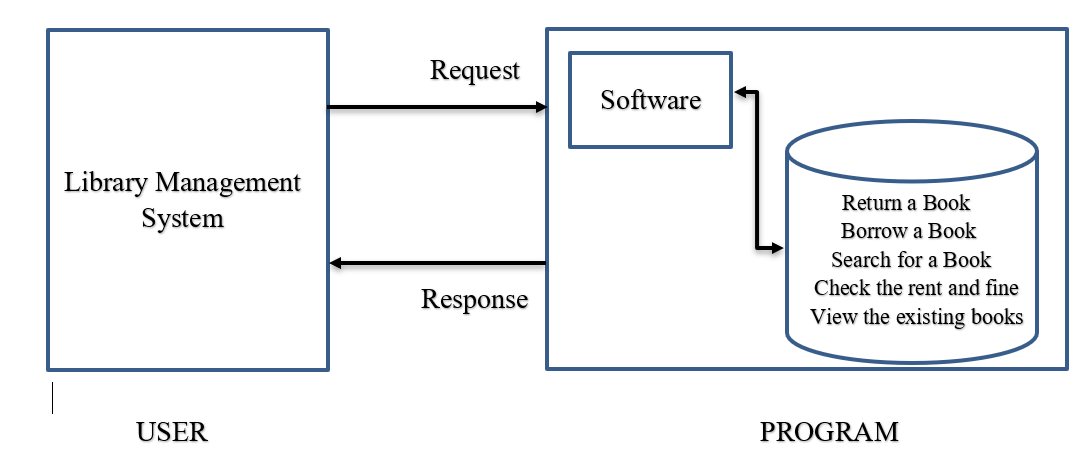 Request
Software
Library Management
System
Return a Book
Borrow a Book
Search for a Book
Check the rent and fine
View the existing books
Response
USER
PROGRAM